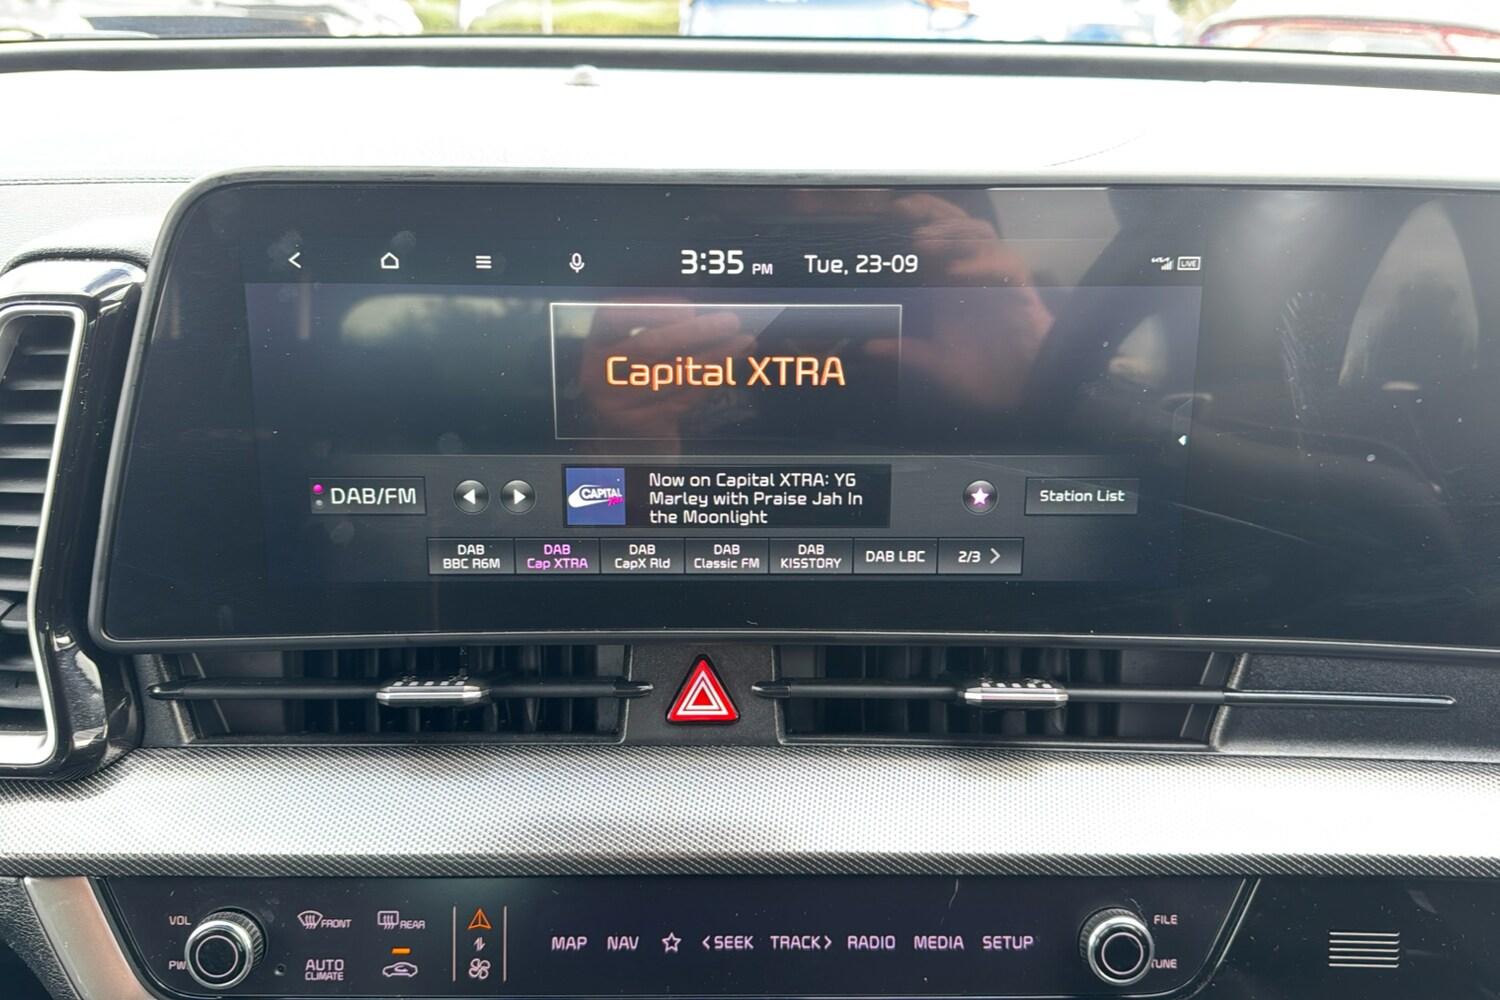 3:35 PM Tue, 23-09
LIVE
Capital XTRA
DAB/FM
CAPITAL
Now on Capital XTRA: YG
Marley with Praise Jah In
the Moonlight
Station List
DAB
BBC R6M
DAB
Cap XTRA
DAB
CapX Rld
DAB
Classic FM
DAB
KISSTORY
DAB LBC
2/3
VOL
FRONT
REAR
PW
AUTO
CLIMATE
MAP NAV < SEEK TRACK > RADIO MEDIA SETUP
FILE
TUNE